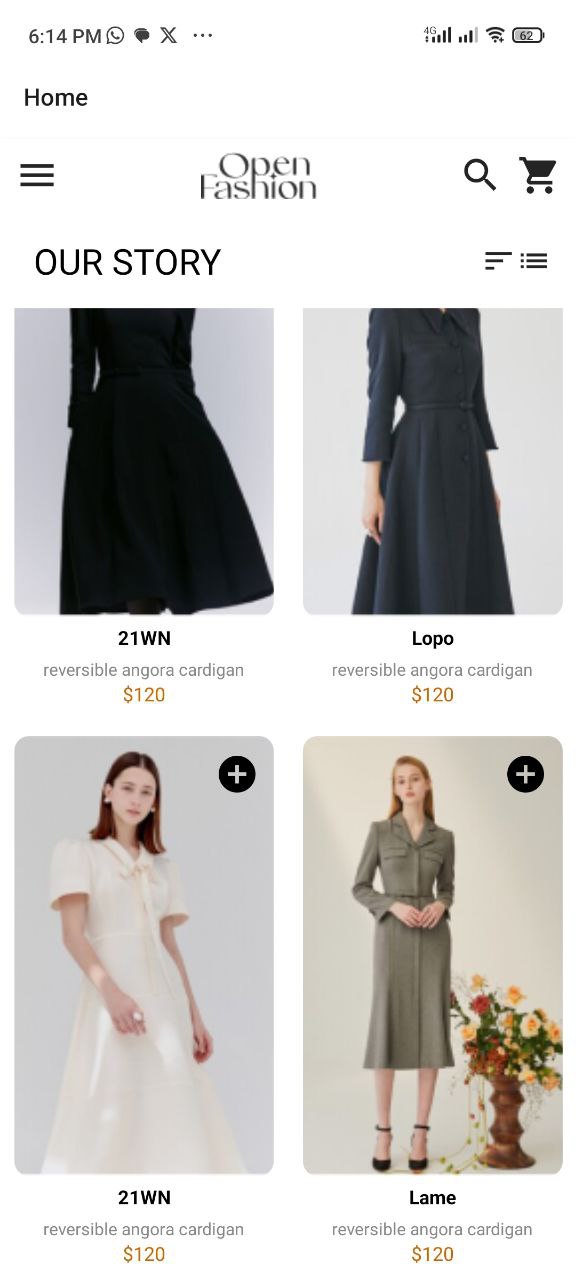 6:14 PM
4G
62
Home
Open
Fashion
OUR STORY
21WN
Lopo
reversible angora cardigan
reversible angora cardigan
$120
$120
21WN
Lame
reversible angora cardigan
reversible angora cardigan
$120
$120